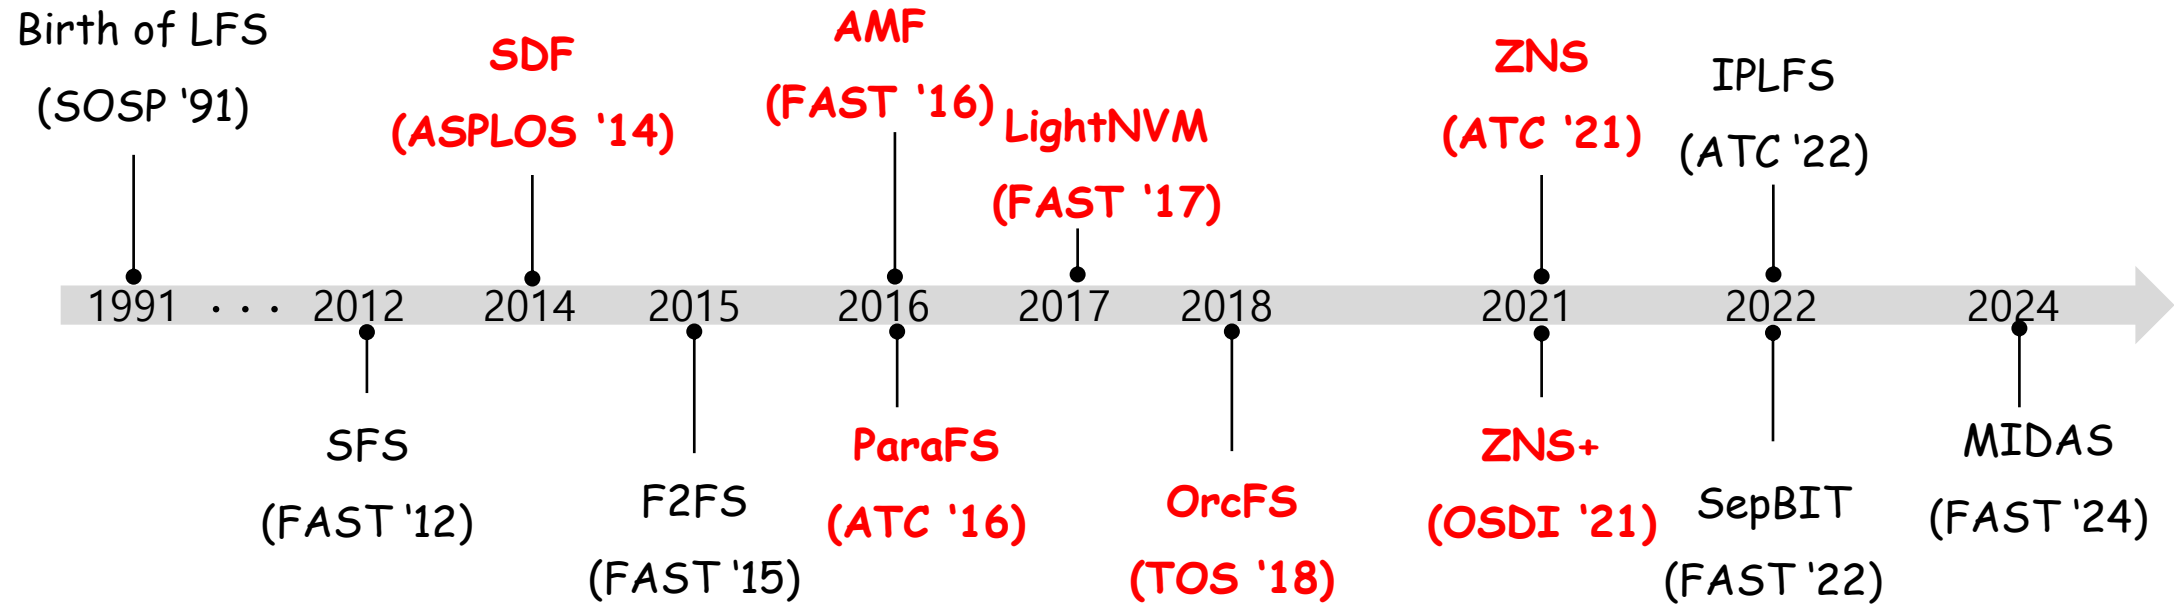 Birth of LFS
(SOSP ‘91)
SDF
(ASPLOS ‘14)
AMF
(FAST ‘16)
LightNVM
(FAST ‘17)
ZNS
(ATC ‘21)
IPLFS
(ATC ‘22)
1991 ··· 2012 2014 2015 2016 2017 2018 2021 2022 2024
SFS
(FAST ‘12)
F2FS
(FAST ‘15)
ParaFS
(ATC ‘16)
OrcFS
(TOS ‘18)
ZNS+
(OSDI ‘21)
SepBIT
(FAST ‘22)
MIDAS
(FAST ‘24)